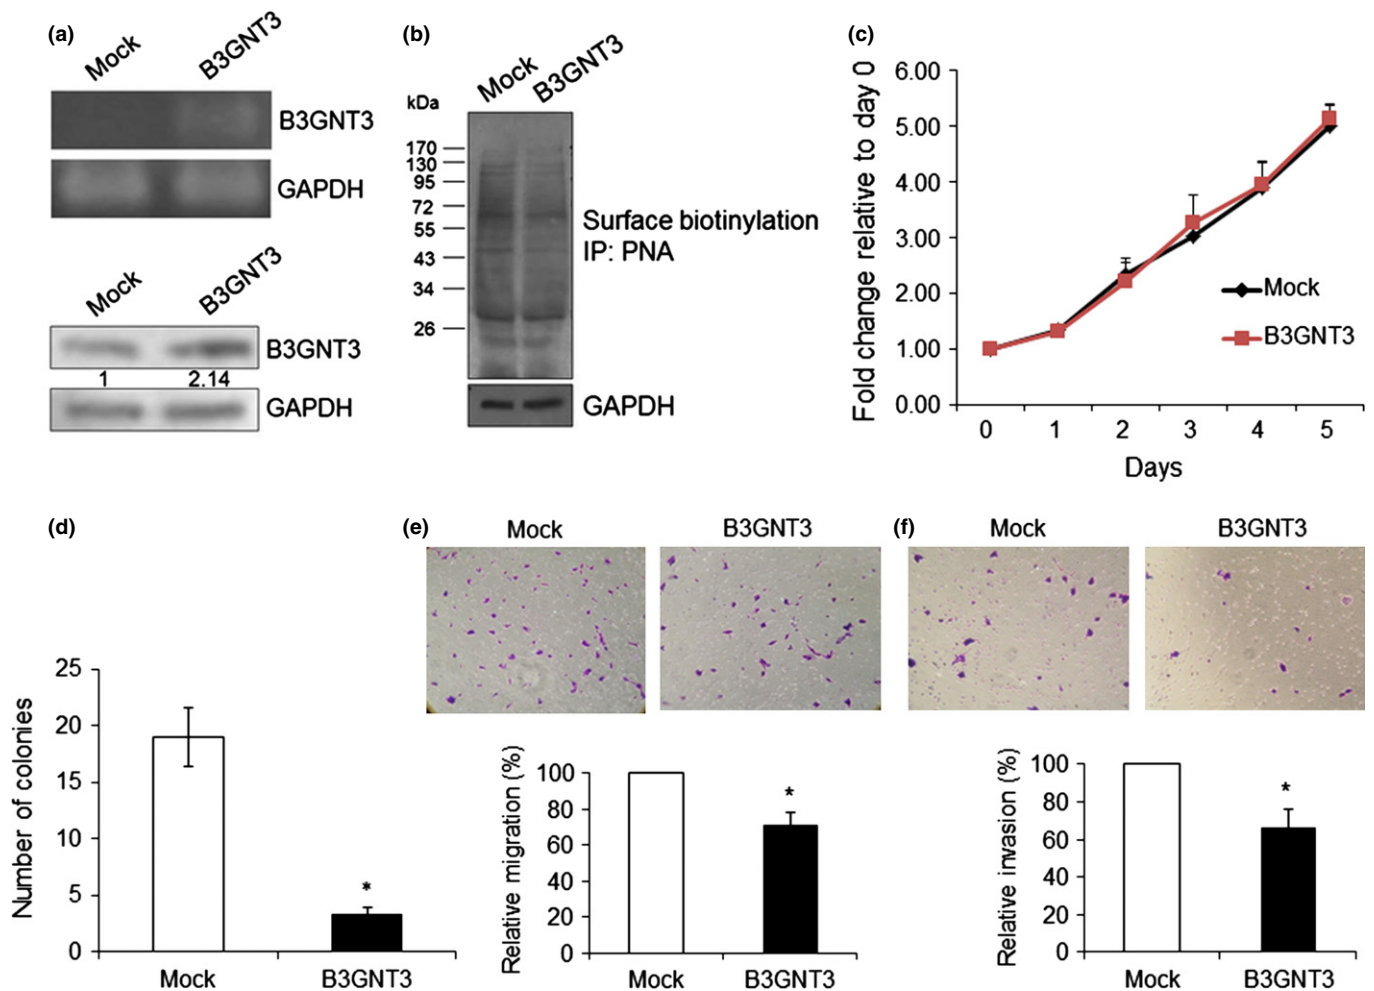 (a)
Mock B3GNT3
B3GNT3
GAPDH
Mock B3GNT3
B3GNT3
1 2.14
GAPDH
(b)
Mock B3GNT3
kDa
170
130
95
72
55
43
34
26
Surface biotinylation
IP: PNA
GAPDH
(c)
Fold change relative to day 0
6.00
5.00
4.00
3.00
2.00
1.00
0.00
Mock
B3GNT3
0 1 2 3 4 5
Days
(d)
Number of colonies
25
20
15
10
5
0
*
Mock B3GNT3
(e)
Mock B3GNT3
Relative migration (%)
100
80
60
40
20
0
*
Mock B3GNT3
(f)
Mock B3GNT3
Relative invasion (%)
100
80
60
40
20
0
*
Mock B3GNT3